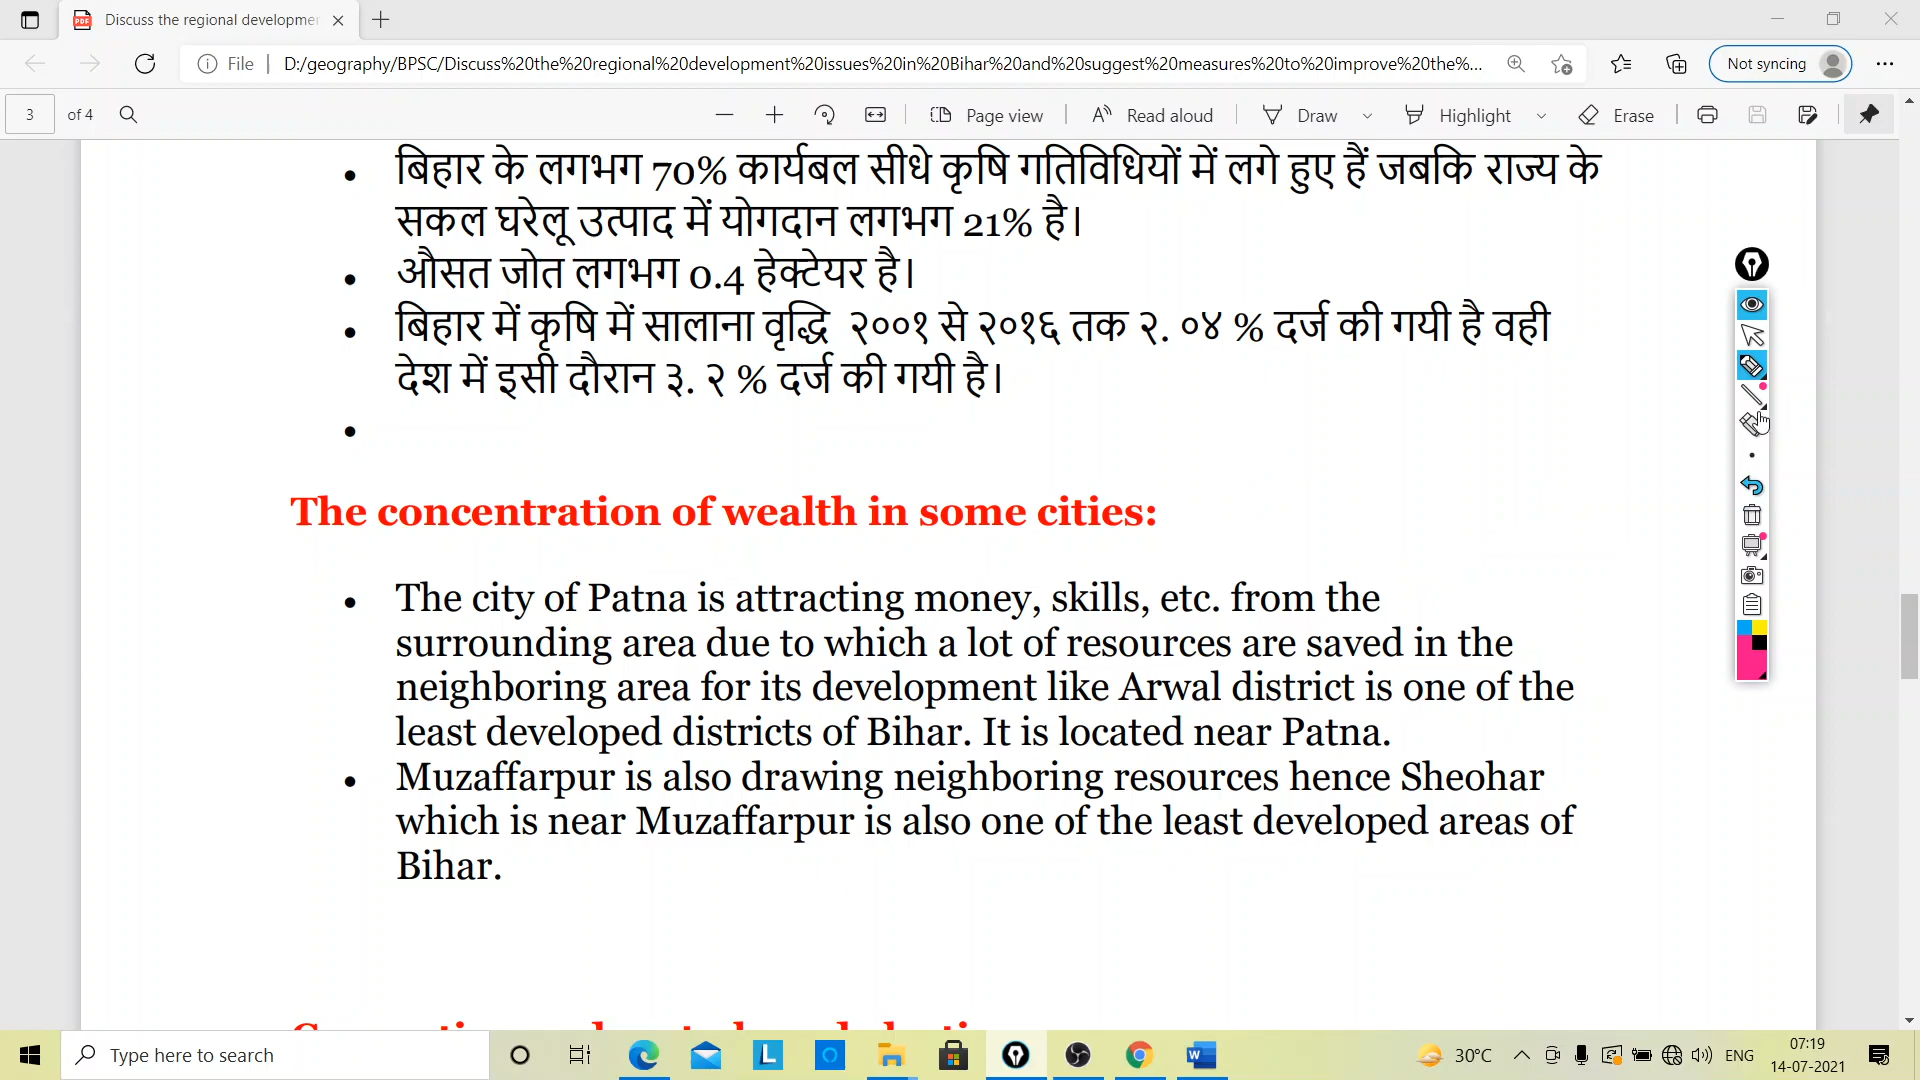 Discuss the regional developmen
File
D:/geography/BPSC/Discuss%20the%20regional%20development%20issues%20in%20Bihar%20and%20suggest%20measures%20to%20improve%20the%...
Not syncing
3 of 4
Page view
Read aloud
Draw
Highlight
Erase
• बिहार के लगभग 70% कार्यबल सीधे कृषि गतिविधियों में लगे हुए हैं जबकि राज्य के
सकल घरेलू उत्पाद में योगदान लगभग 21% है।
• औसत जोत लगभग 0.4 हेक्टेयर है।
• बिहार में कृषि में सालाना वृद्धि २००१ से २०१६ तक २. ०४ % दर्ज की गयी है वही
देश में इसी दौरान ३. २ % दर्ज की गयी है।
•
The concentration of wealth in some cities:
• The city of Patna is attracting money, skills, etc. from the
surrounding area due to which a lot of resources are saved in the
neighboring area for its development like Arwal district is one of the
least developed districts of Bihar. It is located near Patna.
• Muzaffarpur is also drawing neighboring resources hence Sheohar
which is near Muzaffarpur is also one of the least developed areas of
Bihar.
Type here to search
30°C
ENG
07:19
14-07-2021